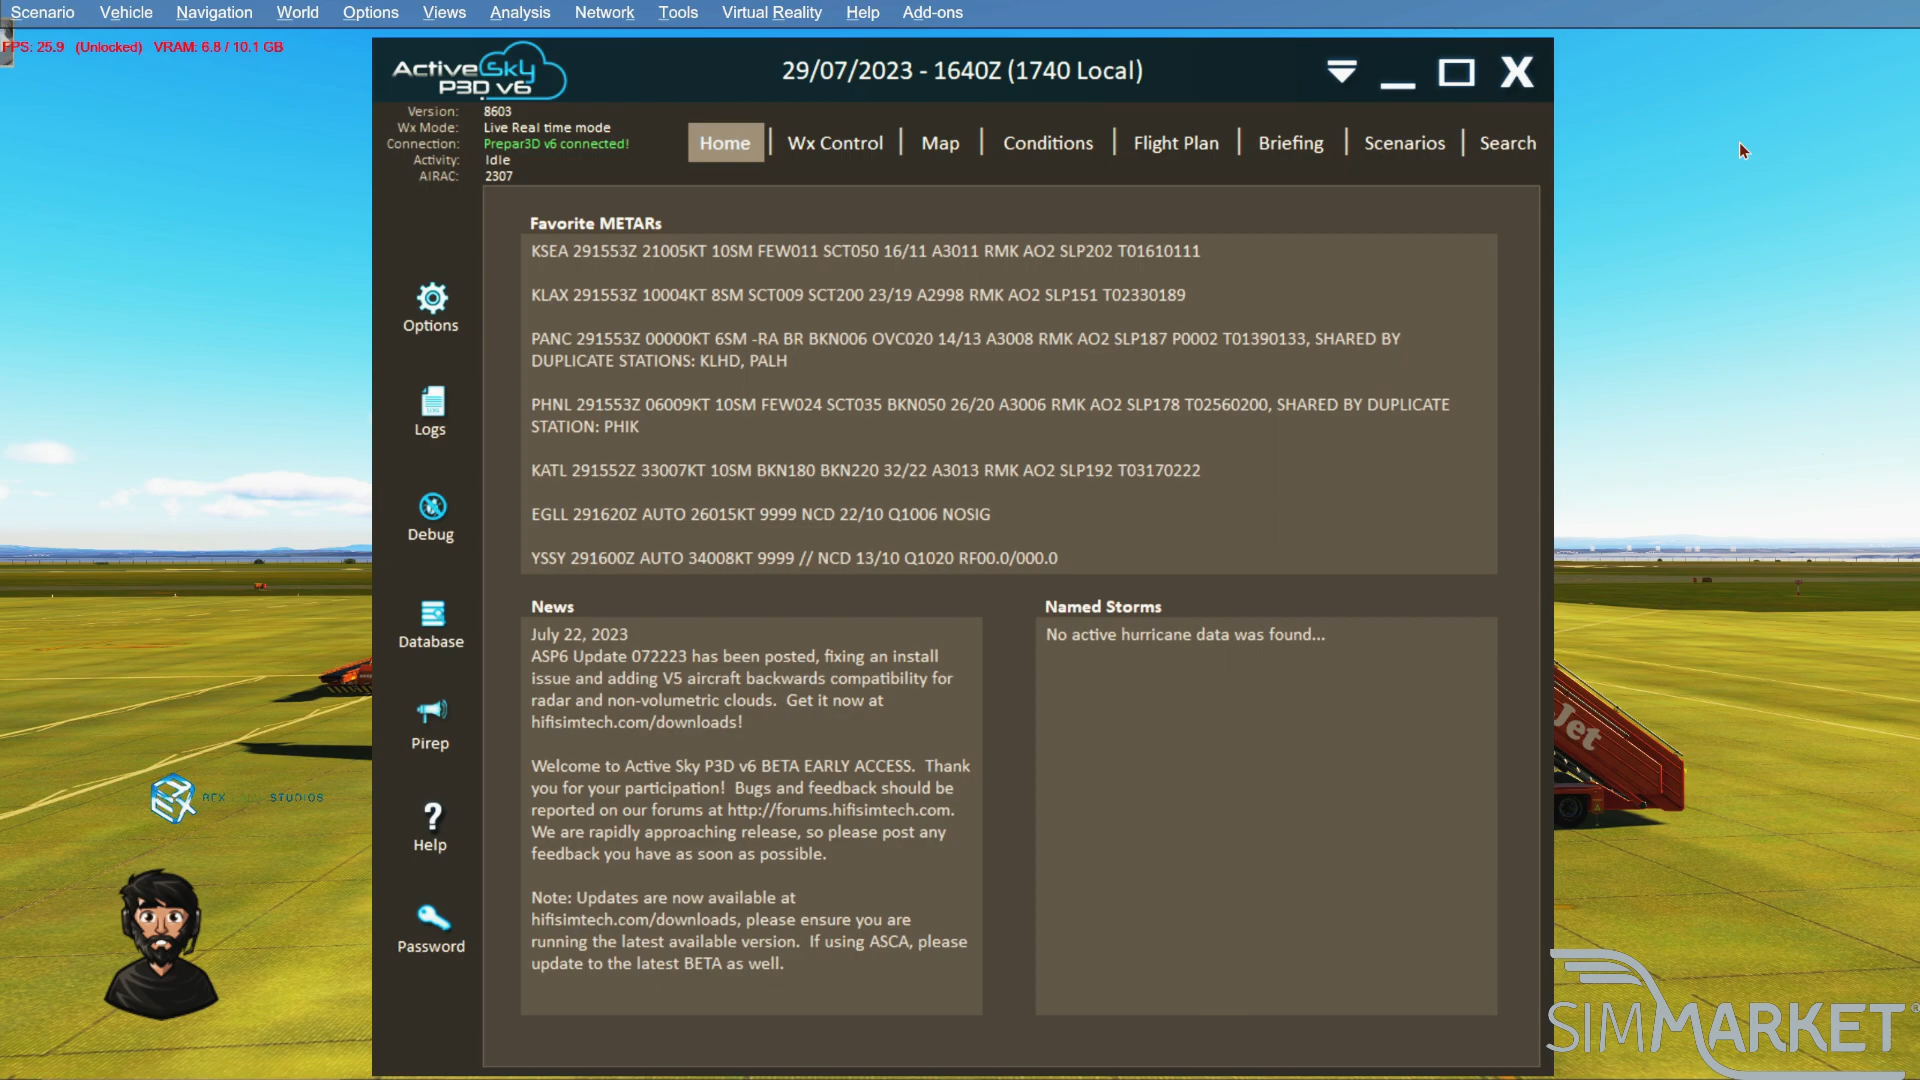 Scenario Vehicle Navigation World Options Views Analysis Network Tools Virtual Reality Help Add-ons
FPS: 25.9 (Unlocked) VRAM: 6.8 / 10.1 GB
ActiveSky
P3D v6
29/07/2023 - 1640Z (1740 Local)
X
Version: 8603
Wx Mode: Live Real time mode
Connection: Prepar3D v6 connected!
Activity: Idle
AIRAC: 2307
Home | Wx Control | Map | Conditions | Flight Plan | Briefing | Scenarios | Search
Options
Logs
Debug
Database
Pirep
Help
Password
Favorite METARs
KSEA 291553Z 21005KT 10SM FEW011 SCT050 16/11 A3011 RMK AO2 SLP202 T01610111
KLAX 291553Z 10004KT 8SM SCT009 SCT200 23/19 A2998 RMK AO2 SLP151 T02330189
PANC 291553Z 00000KT 6SM -RA BR BKN006 OVC020 14/13 A3008 RMK AO2 SLP187 P0002 T01390133, SHARED BY
DUPLICATE STATIONS: KLHD, PALH
PHNL 291553Z 06009KT 10SM FEW024 SCT035 BKN050 26/20 A3006 RMK AO2 SLP178 T02560200, SHARED BY DUPLICATE
STATION: PHIK
KATL 291552Z 33007KT 10SM BKN180 BKN220 32/22 A3013 RMK AO2 SLP192 T03170222
EGLL 291620Z AUTO 26015KT 9999 NCD 22/10 Q1006 NOSIG
YSSY 291600Z AUTO 34008KT 9999 // NCD 13/10 Q1020 RF00.0/000.0
News
July 22, 2023
ASP6 Update 072223 has been posted, fixing an install
issue and adding V5 aircraft backwards compatibility for
radar and non-volumetric clouds.  Get it now at
hifisimtech.com/downloads!
Welcome to Active Sky P3D v6 BETA EARLY ACCESS.  Thank
you for your participation!  Bugs and feedback should be
reported on our forums at http://forums.hifisimtech.com.
We are rapidly approaching release, so please post any
feedback you have as soon as possible.
Note: Updates are now available at
hifisimtech.com/downloads, please ensure you are
running the latest available version.  If using ASCA, please
update to the latest BETA as well.
Named Storms
No active hurricane data was found...
Jet
STUDIOS
SIMMARKET